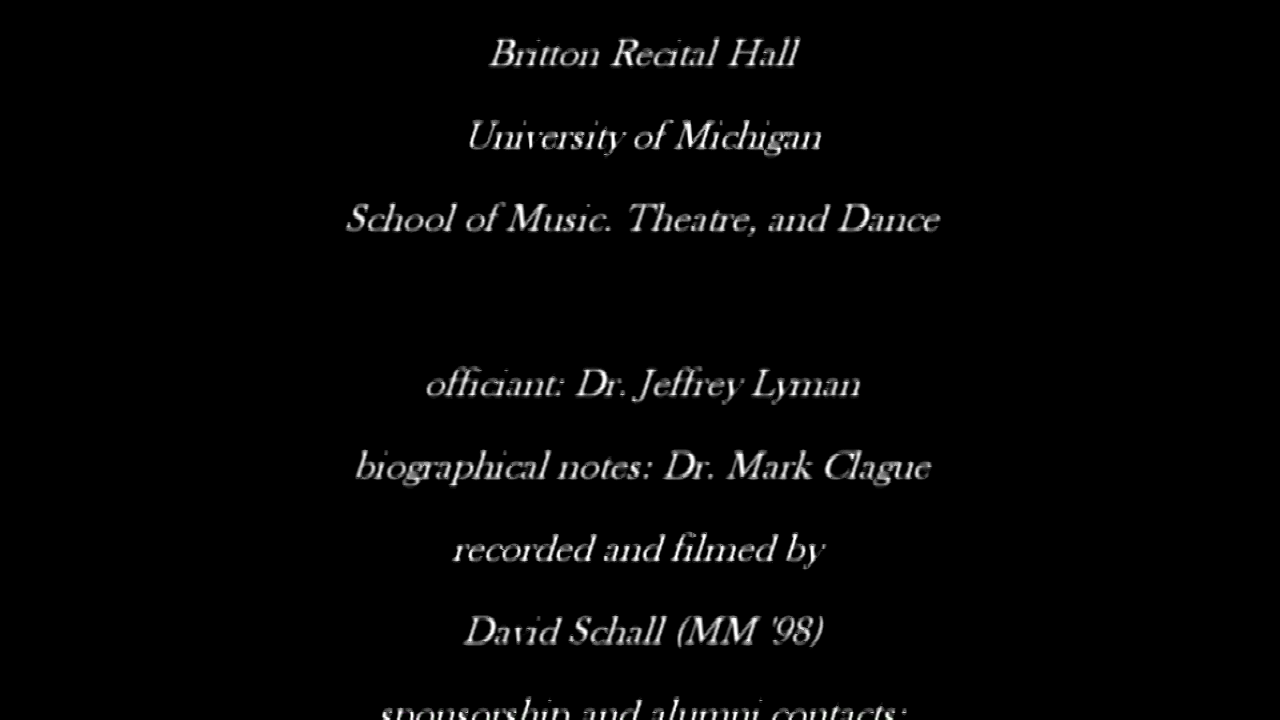 Britton Recital Hall
University of Michigan
School of Music. Theatre, and Dance
officiant: Dr. Jeffrey Lyman
biographical notes: Dr. Mark Clague
recorded and filmed by
David Schall (MM '98)
sponsorship and alumni contacts: